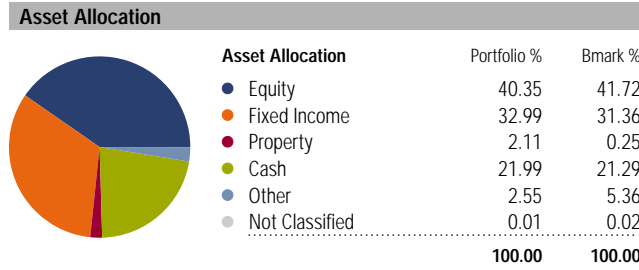 Asset Allocation
Asset Allocation Portfolio % Bmark %
Equity 40.35 41.72
Fixed Income 32.99 31.36
Property 2.11 0.25
Cash 21.99 21.29
Other 2.55 5.36
Not Classified 0.01 0.02
100.00 100.00